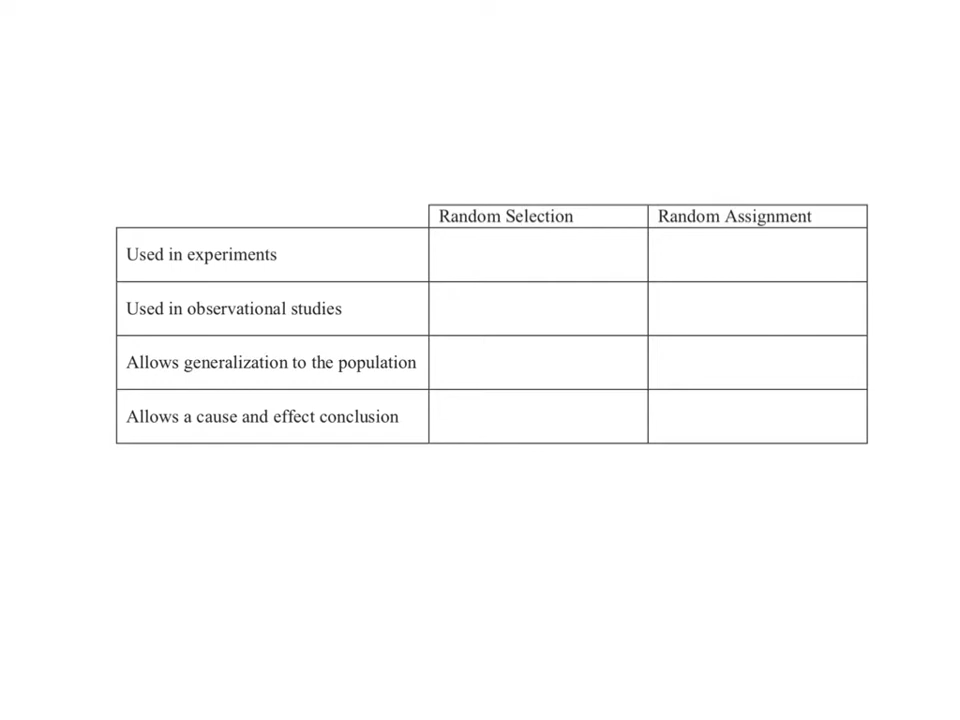 Random Selection
Random Assignment
Used in experiments
Used in observational studies
Allows generalization to the population
Allows a cause and effect conclusion